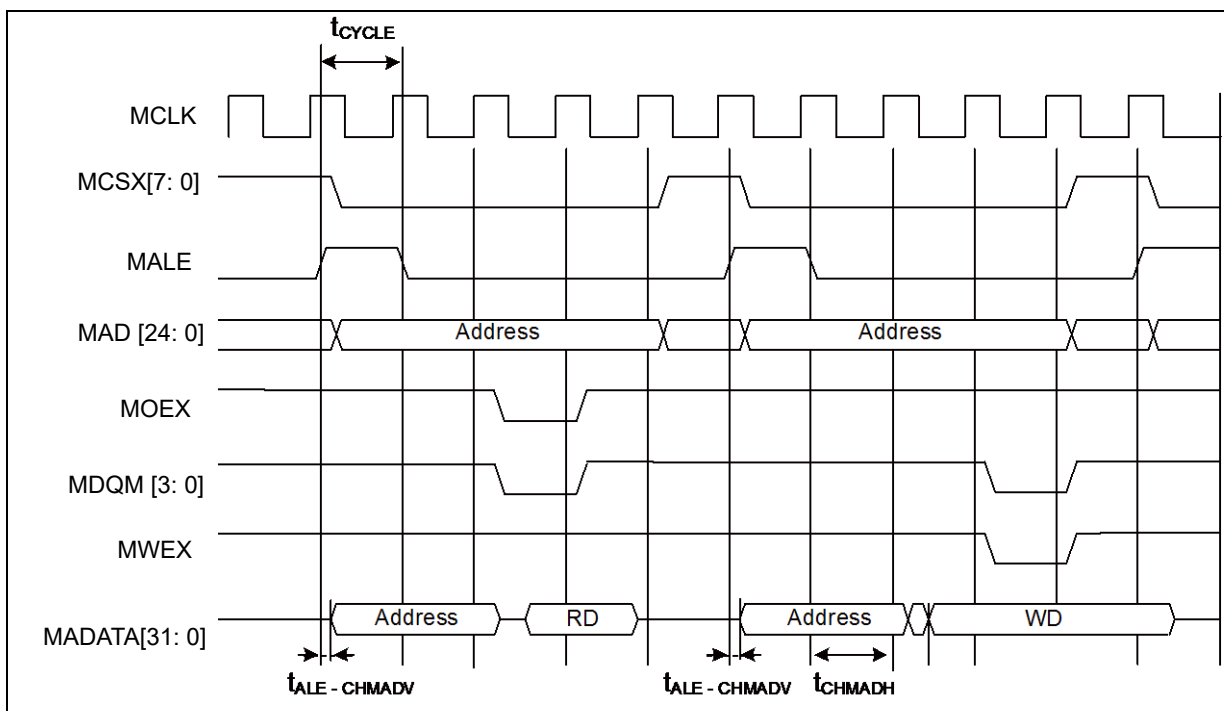 tCYCLE
MCLK
MCSX[7: 0]
MALE
MAD [24: 0]
Address
Address
MOEX
MDQM [3: 0]
MWEX
MADATA[31: 0]
Address
RD
Address
WD
tALE - CHMADV
tALE - CHMADV
tCHMADH